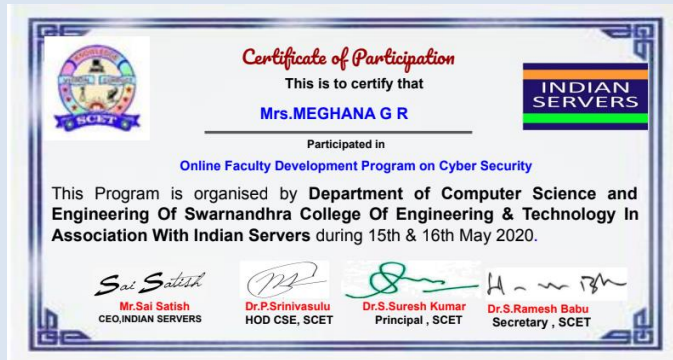 Certificate of Participation
This is to certify that
KNOWLEDGE
SCET
INDIAN
SERVERS
Mrs.MEGHANA G R
Participated in
Online Faculty Development Program on Cyber Security
This Program is organised by Department of Computer Science and
Engineering Of Swarnandhra College Of Engineering & Technology In
Association With Indian Servers during 15th & 16th May 2020.
Sai Satish
Mr.Sai Satish
CEO,INDIAN SERVERS
Dr.P.Srinivasulu
HOD CSE, SCET
Dr.S.Suresh Kumar
Principal , SCET
Dr.S.Ramesh Babu
Secretary , SCET